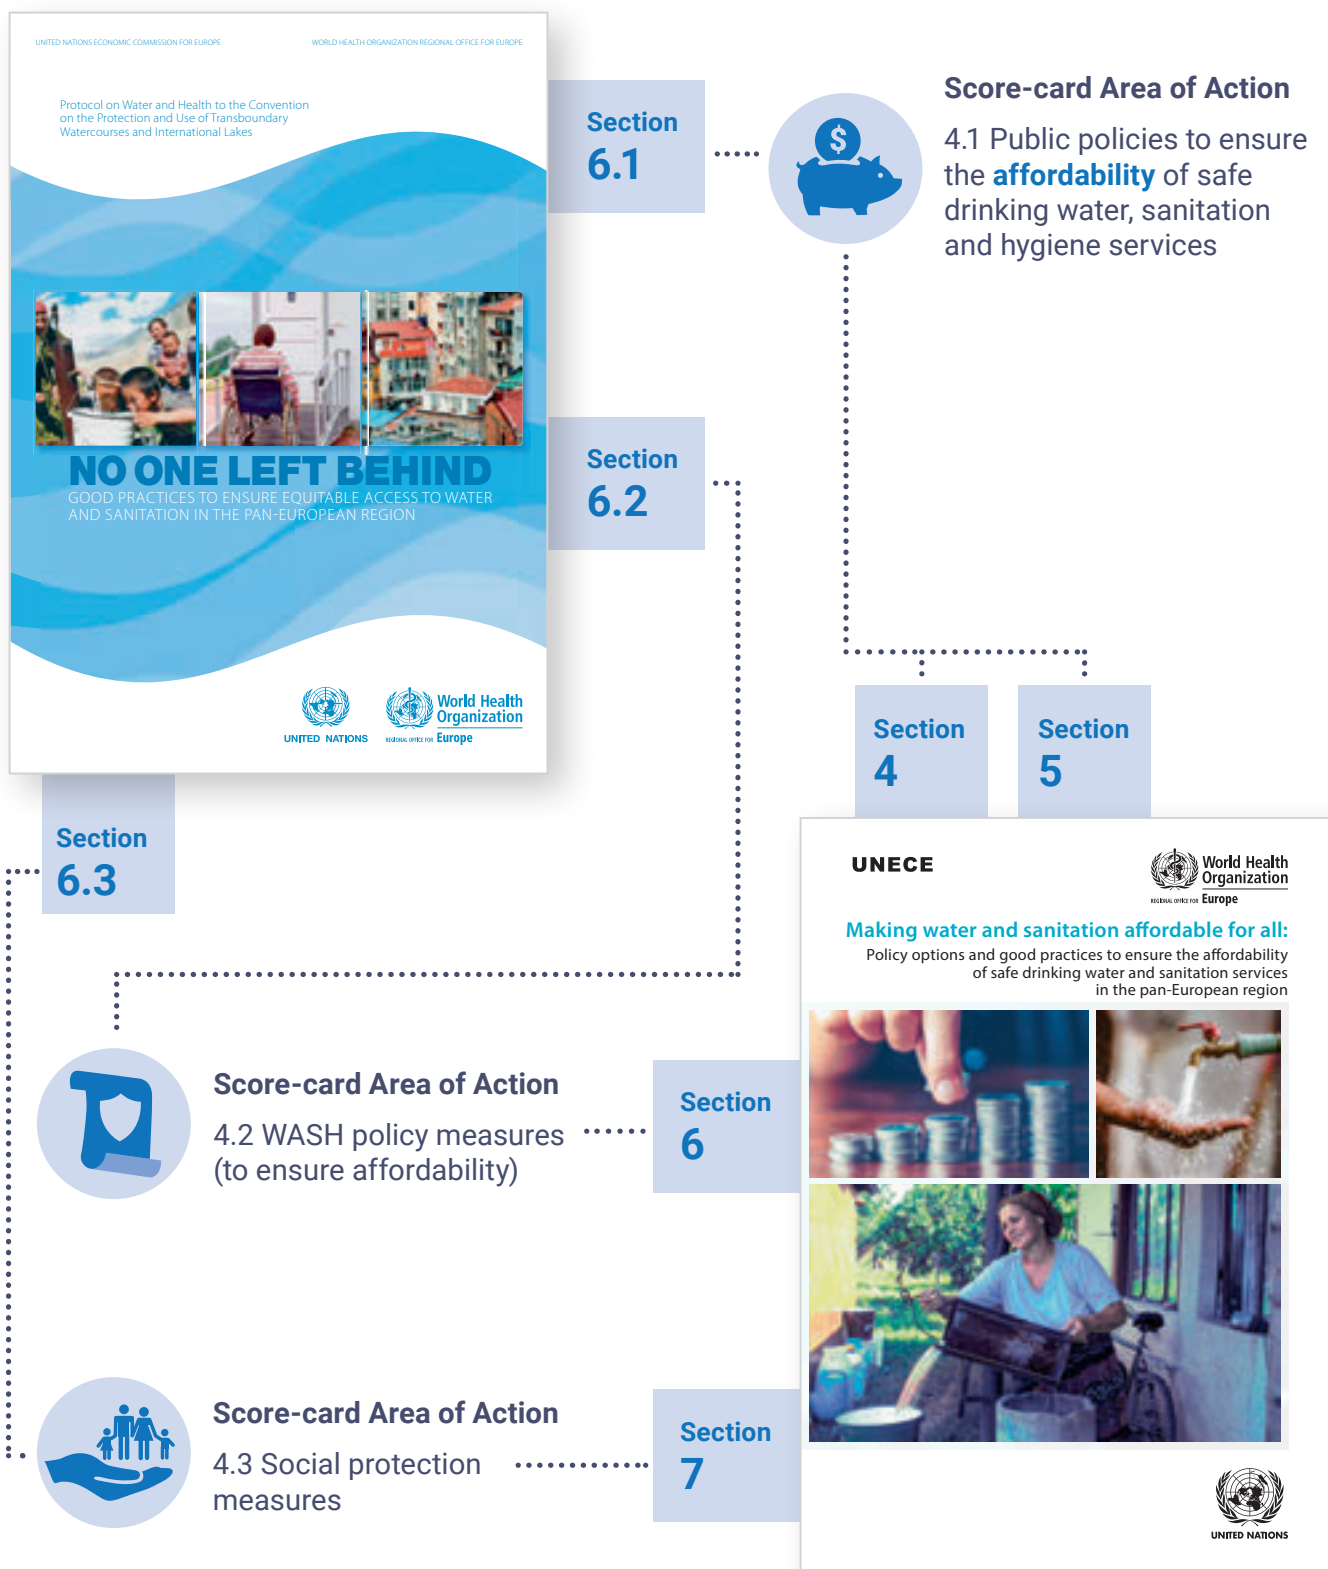 UNITED NATIONS ECONOMIC COMMISSION FOR EUROPE
WORLD HEALTH ORGANIZATION REGIONAL OFFICE FOR EUROPE
Protocol on Water and Health to the Convention
on the Protection and Use of Transboundary
Watercourses and International Lakes
NO ONE LEFT BEHIND
GOOD PRACTICES TO ENSURE EQUITABLE ACCESS TO WATER
AND SANITATION IN THE PAN-EUROPEAN REGION
UNITED NATIONS
World Health
Organization
REGIONAL OFFICE FOR Europe
Section
6.1
$
Score-card Area of Action
4.1 Public policies to ensure
the affordability of safe
drinking water, sanitation
and hygiene services
Section
6.2
Section
6.3
Section
4
Section
5
UNECE
World Health
Organization
REGIONAL OFFICE FOR Europe
Making water and sanitation affordable for all:
Policy options and good practices to ensure the affordability
of safe drinking water and sanitation services
in the pan-European region
Score-card Area of Action
4.2 WASH policy measures
(to ensure affordability)
Section
6
Score-card Area of Action
4.3 Social protection
measures
Section
7
UNITED NATIONS